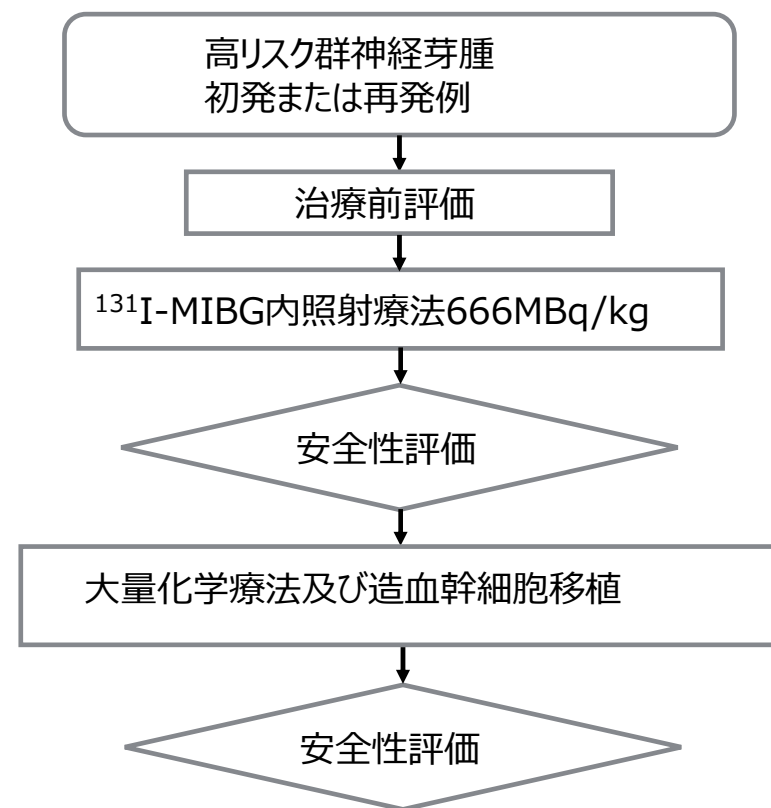 高リスク群神経芽腫
初発または再発例
治療前評価
¹³¹I-MIBG内照射療法666MBq/kg
安全性評価
大量化学療法及び造血幹細胞移植
安全性評価